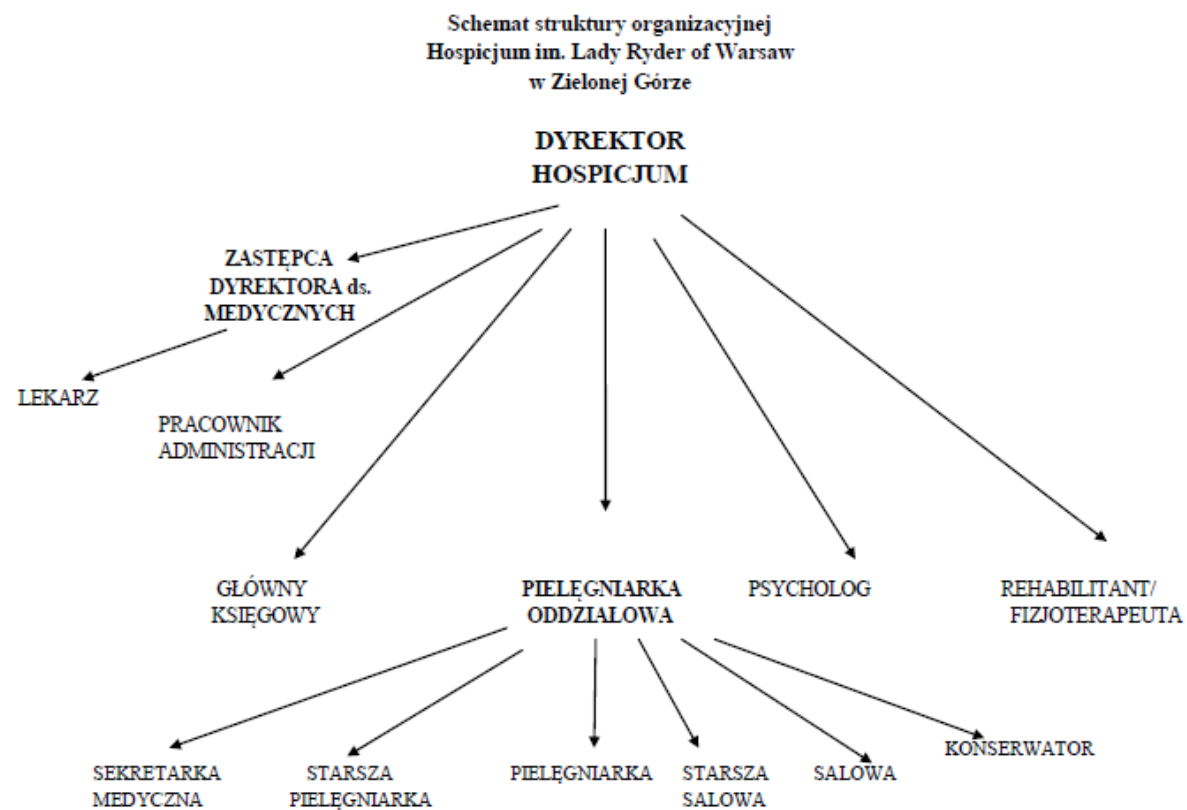 Schemat struktury organizacyjnej
Hospicjum im. Lady Ryder of Warsaw
w Zielonej Górze
DYREKTOR
HOSPICJUM
ZASTĘPCA
DYREKTORA ds.
MEDYCZNYCH
LEKARZ
PRACOWNIK
ADMINISTRACJI
GŁÓWNY
KSIĘGOWY
PIELĘGNIARKA
ODDZIAŁOWA
PSYCHOLOG
REHABILITANT/
FIZJOTERAPEUTA
SEKRETARKA
MEDYCZNA
STARSZA
PIELĘGNIARKA
PIELĘGNIARKA
STARSZA
SALOWA
SALOWA
KONSERWATOR